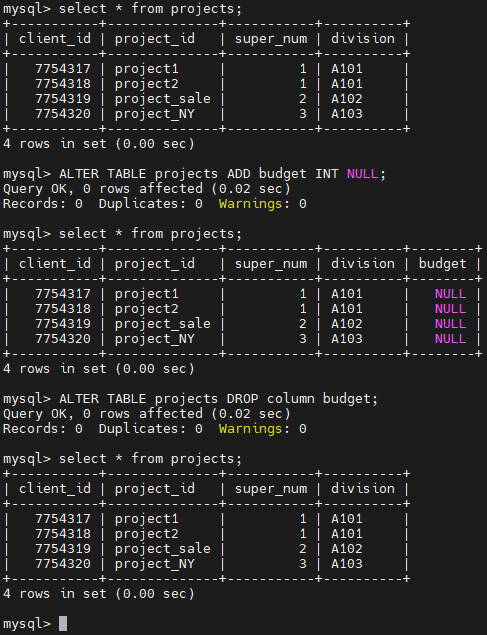 mysql> select * from projects;
+-----------+--------------+-----------+----------+
| client_id | project_id   | super_num | division |
+-----------+--------------+-----------+----------+
|   7754317 | project1     |         1 | A101     |
|   7754318 | project2     |         1 | A101     |
|   7754319 | project_sale |         2 | A102     |
|   7754320 | project_NY   |         3 | A103     |
+-----------+--------------+-----------+----------+
4 rows in set (0.00 sec)

mysql> ALTER TABLE projects ADD budget INT NULL;
Query OK, 0 rows affected (0.02 sec)
Records: 0  Duplicates: 0  Warnings: 0

mysql> select * from projects;
+-----------+--------------+-----------+----------+--------+
| client_id | project_id   | super_num | division | budget |
+-----------+--------------+-----------+----------+--------+
|   7754317 | project1     |         1 | A101     |   NULL |
|   7754318 | project2     |         1 | A101     |   NULL |
|   7754319 | project_sale |         2 | A102     |   NULL |
|   7754320 | project_NY   |         3 | A103     |   NULL |
+-----------+--------------+-----------+----------+--------+
4 rows in set (0.00 sec)

mysql> ALTER TABLE projects DROP column budget;
Query OK, 0 rows affected (0.02 sec)
Records: 0  Duplicates: 0  Warnings: 0

mysql> select * from projects;
+-----------+--------------+-----------+----------+
| client_id | project_id   | super_num | division |
+-----------+--------------+-----------+----------+
|   7754317 | project1     |         1 | A101     |
|   7754318 | project2     |         1 | A101     |
|   7754319 | project_sale |         2 | A102     |
|   7754320 | project_NY   |         3 | A103     |
+-----------+--------------+-----------+----------+
4 rows in set (0.00 sec)

mysql>